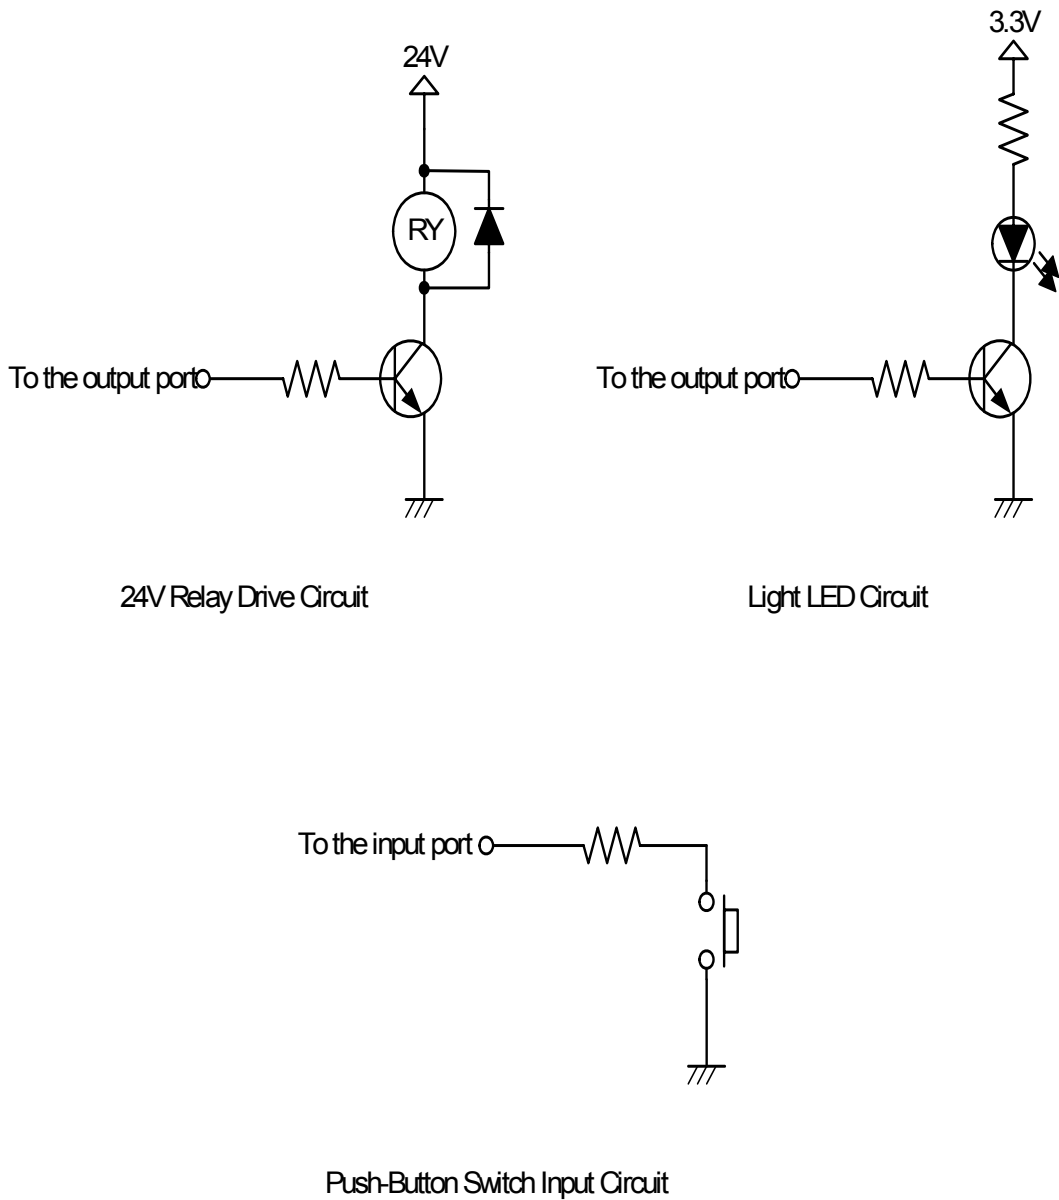 3.3V
24V
RY
To the output port
To the output port
24V Relay Drive Circuit
Light LED Circuit
To the input port
Push-Button Switch Input Circuit